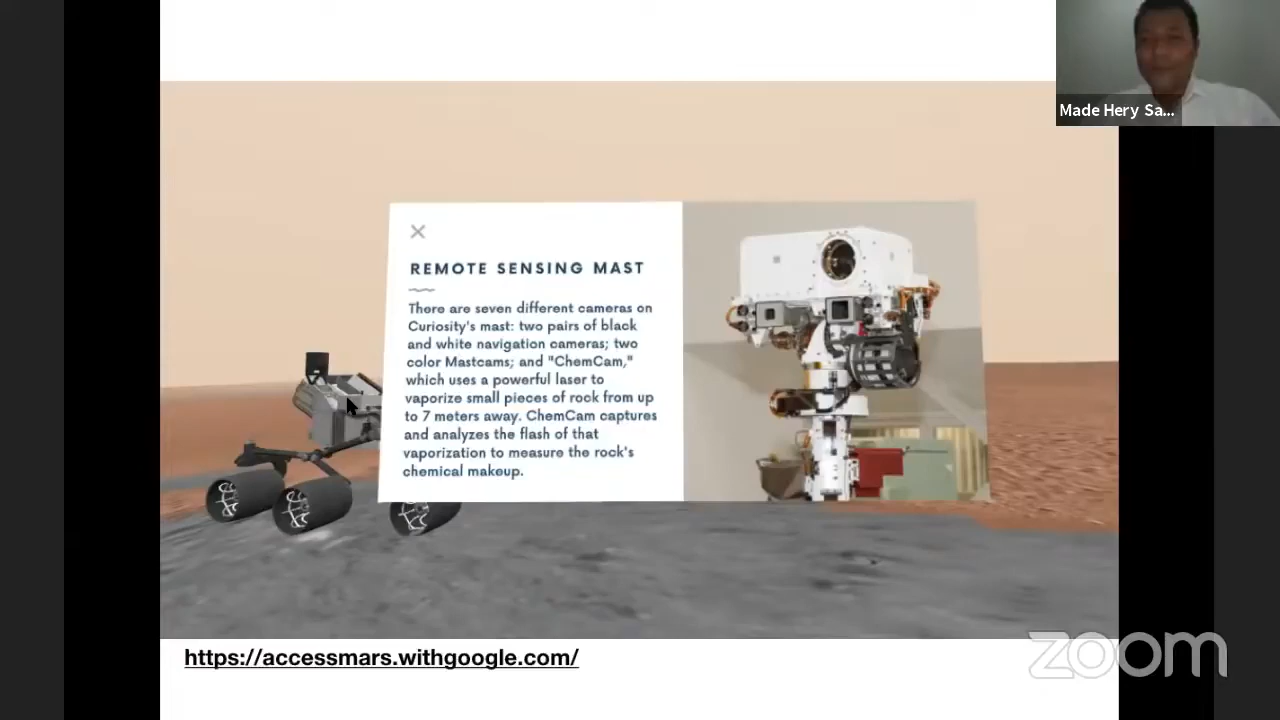 Made Hery Sa...
REMOTE SENSING MAST
There are seven different cameras on
Curiosity's mast: two pairs of black
and white navigation cameras; two
color Mastcams; and "ChemCam,"
which uses a powerful laser to
vaporize small pieces of rock from up
to 7 meters away. ChemCam captures
and analyzes the flash of that
vaporization to measure the rock's
chemical makeup.
https://accessmars.withgoogle.com/
zoom